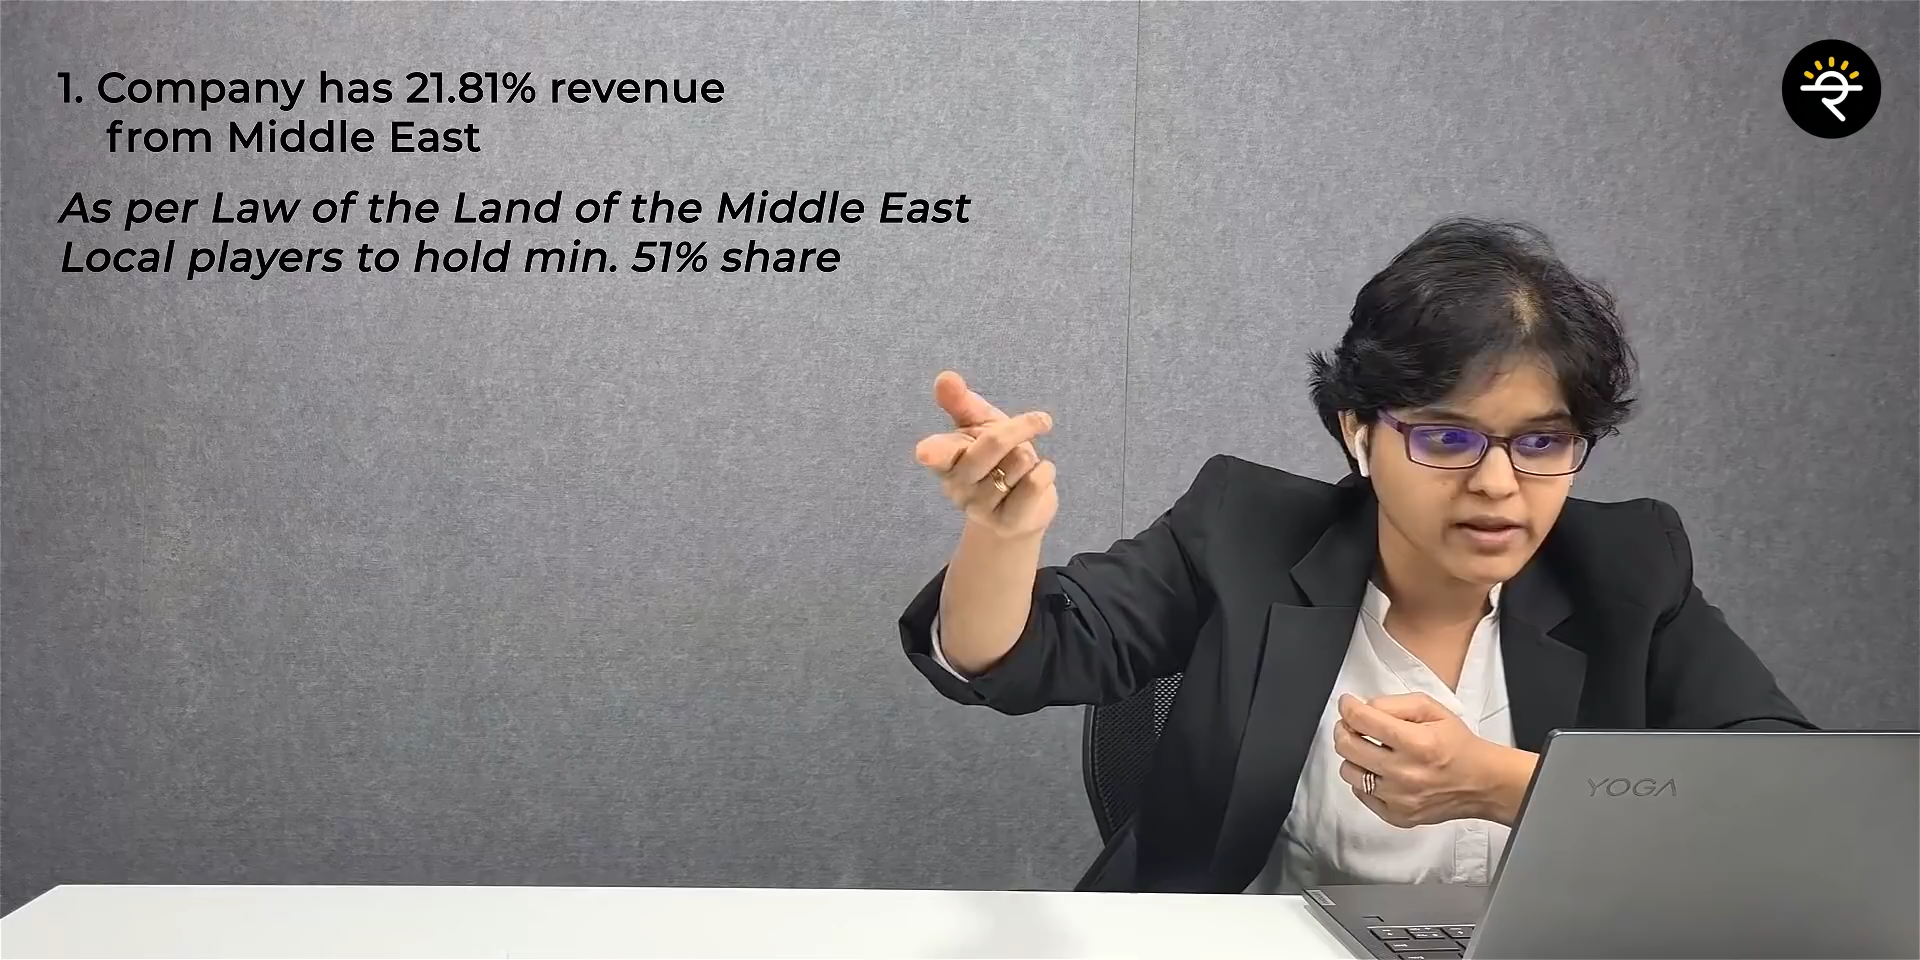 1. Company has 21.81% revenue
from Middle East
As per Law of the Land of the Middle East
Local players to hold min. 51% share
YOGA